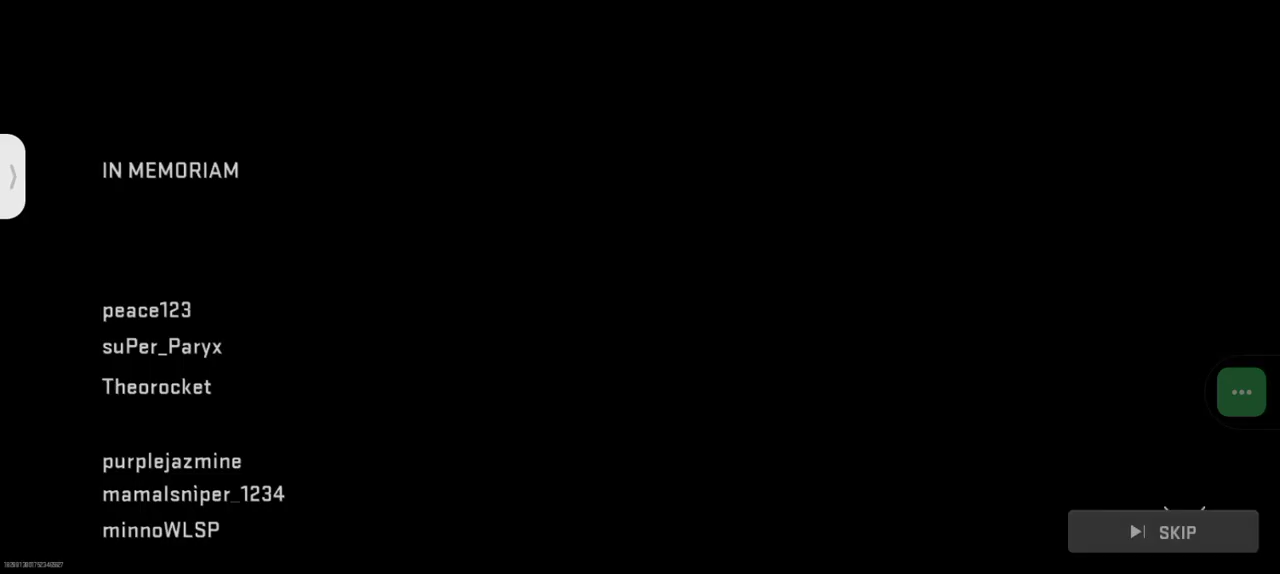 IN MEMORIAM
peace123
suPer_Paryx
Theorocket
purplejazmine
mamalsniper_1234
minnoWLSP
SKIP